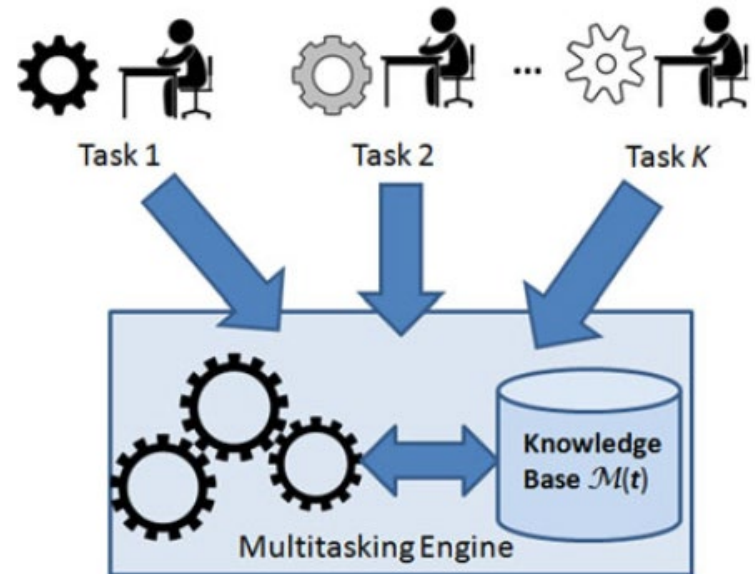 Task 1
Task 2
...
Task K
Knowledge
Base ℳ(t)
Multitasking Engine